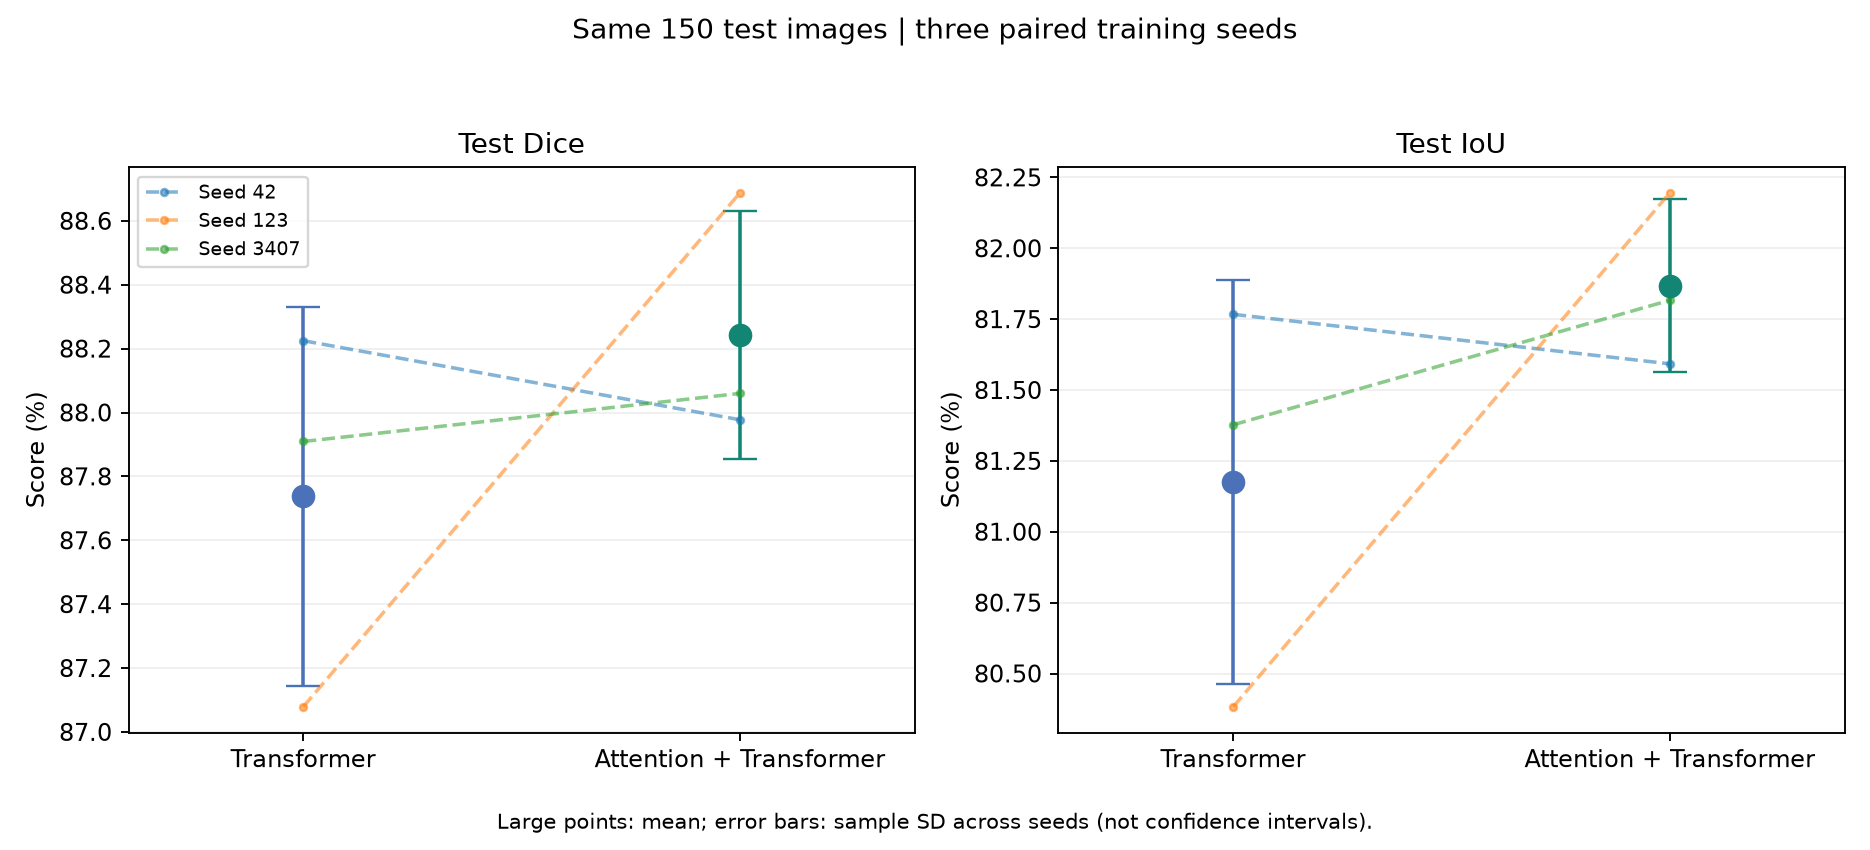 Same 150 test images | three paired training seeds
Test Dice
Score (%)
88.6
88.4
88.2
88.0
87.8
87.6
87.4
87.2
87.0
Seed 42
Seed 123
Seed 3407
Transformer
Attention + Transformer
Test IoU
Score (%)
82.25
82.00
81.75
81.50
81.25
81.00
80.75
80.50
Transformer
Attention + Transformer
Large points: mean; error bars: sample SD across seeds (not confidence intervals).